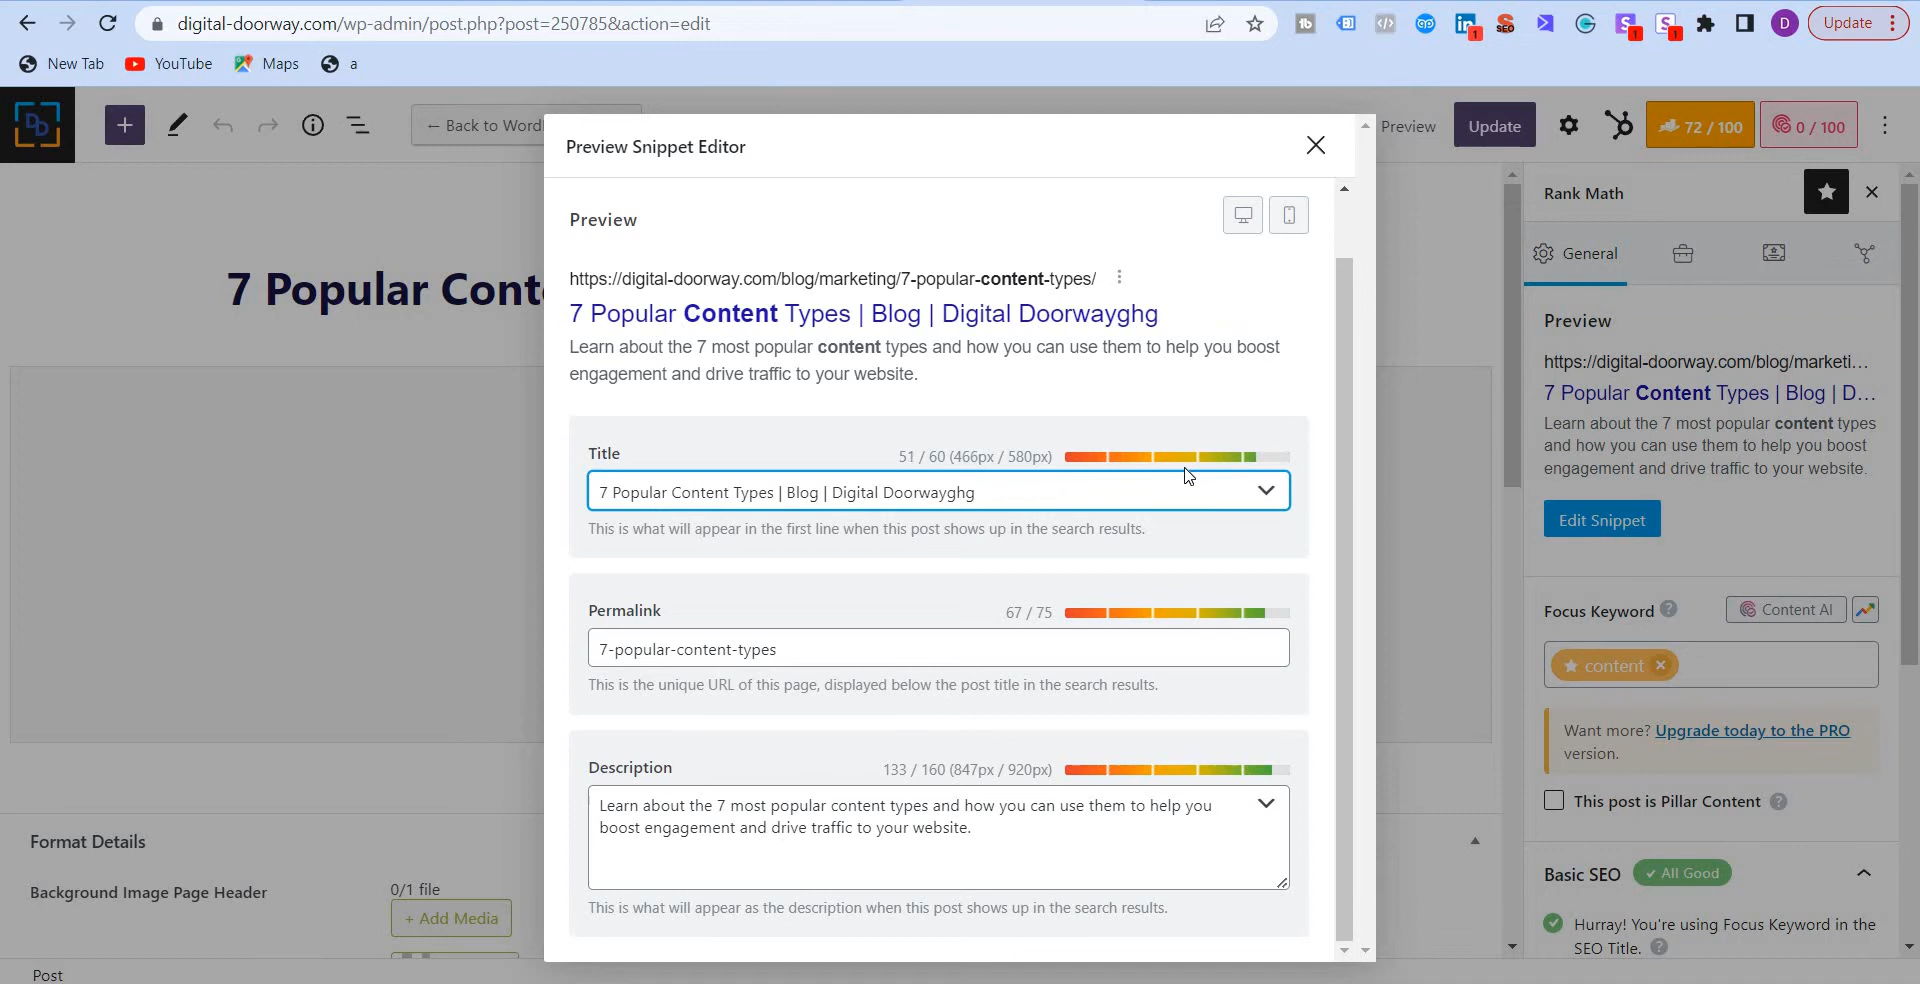 digital-doorway.com/wp-admin/post.php?post=250785&action=edit
1
1
1
D
Update
New Tab
YouTube
Maps
a
DD
← Back to Word
Preview
Update
72 / 100
0 / 100
Preview Snippet Editor
Rank Math
Preview
General
7 Popular Conte
https://digital-doorway.com/blog/marketing/7-popular-content-types/
7 Popular Content Types | Blog | Digital Doorwayghg
Learn about the 7 most popular content types and how you can use them to help you boost
engagement and drive traffic to your website.
Title
51 / 60 (466px / 580px)
7 Popular Content Types | Blog | Digital Doorwayghg
This is what will appear in the first line when this post shows up in the search results.
Permalink
67 / 75
7-popular-content-types
This is the unique URL of this page, displayed below the post title in the search results.
Description
133 / 160 (847px / 920px)
Learn about the 7 most popular content types and how you can use them to help you
boost engagement and drive traffic to your website.
This is what will appear as the description when this post shows up in the search results.
Preview
https://digital-doorway.com/blog/marketi...
7 Popular Content Types | Blog | D...
Learn about the 7 most popular content types
and how you can use them to help you boost
engagement and drive traffic to your website.
Edit Snippet
Focus Keyword
Content AI
content
Want more? Upgrade today to the PRO
version.
This post is Pillar Content
Basic SEO
All Good
Hurray! You're using Focus Keyword in the
SEO Title.
Format Details
Background Image Page Header
0/1 file
+ Add Media
Post